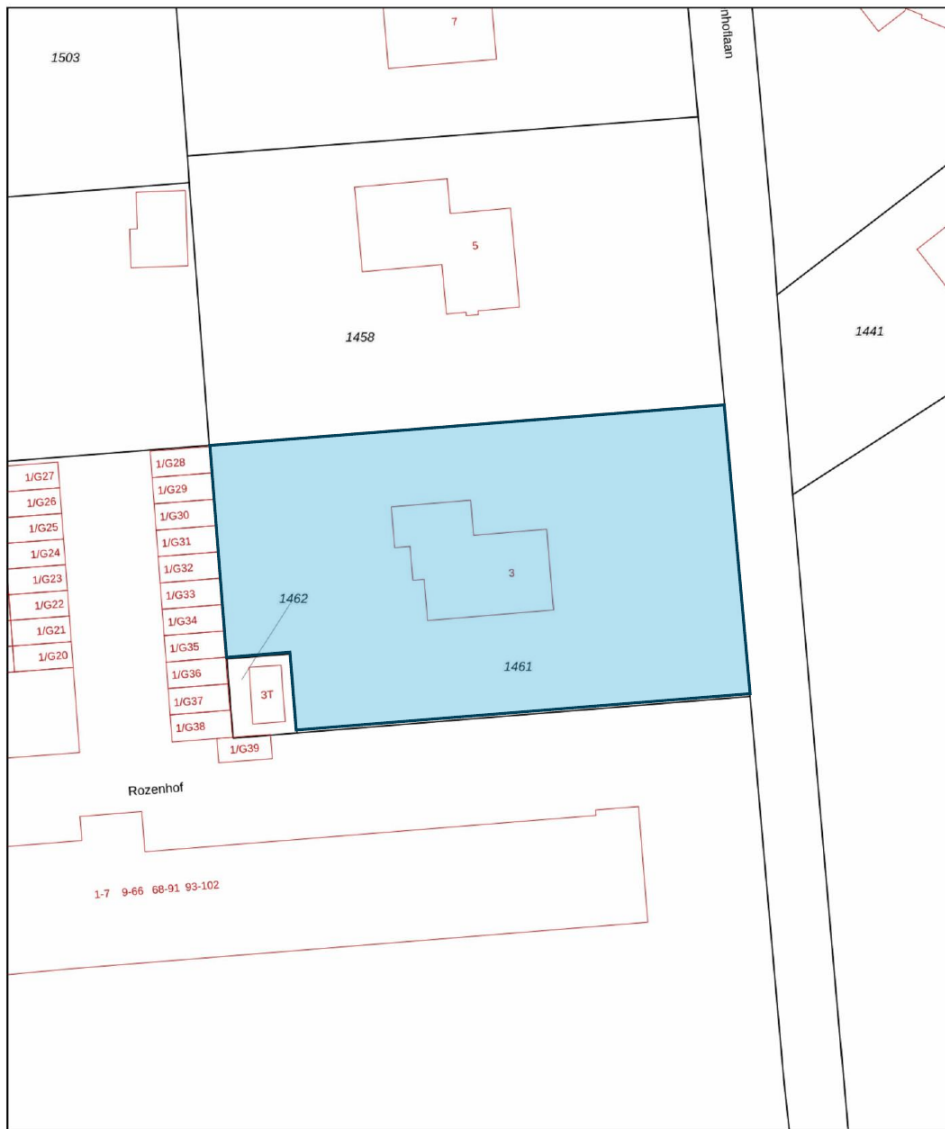 7
nhoflaan
1503
5
1458
1441
1/G27
1/G28
1/G26
1/G29
1/G25
1/G30
1/G24
1/G31
1/G23
1/G32
3
1/G22
1/G33
1462
1/G21
1/G34
1/G20
1/G35
1461
1/G36
3T
1/G37
1/G38
1/G39
Rozenhof
1-7 9-66 68-91 93-102